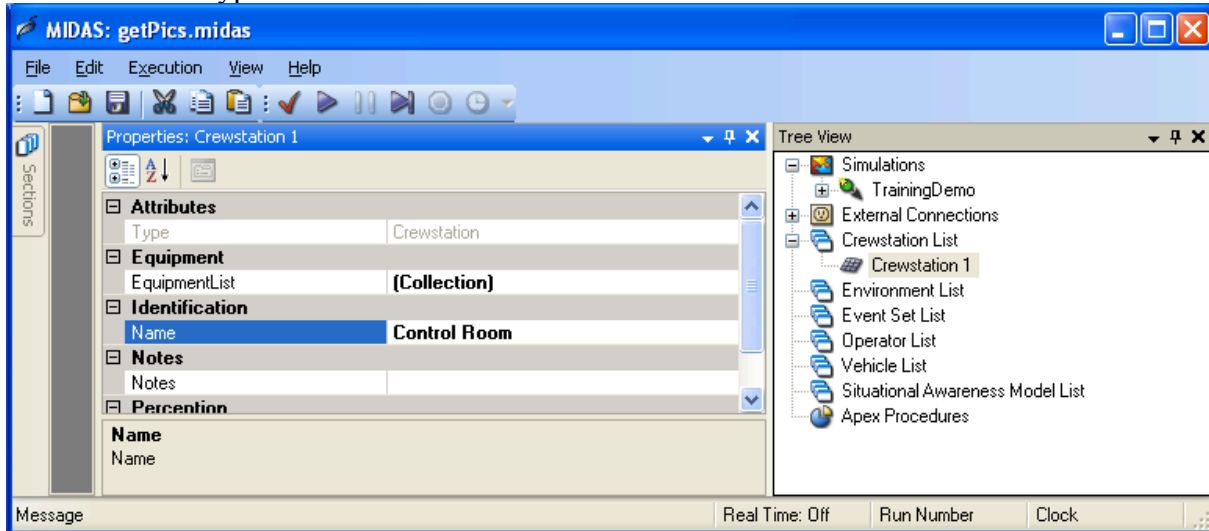 MIDAS: getPics.midas
File Edit Execution View Help
Sections
Properties: Crewstation 1
Attributes
Type Crewstation
Equipment
EquipmentList (Collection)
Identification
Name Control Room
Notes
Notes
Perception
Name
Name
Tree View
Simulations
TrainingDemo
External Connections
Crewstation List
Crewstation 1
Environment List
Event Set List
Operator List
Vehicle List
Situational Awareness Model List
Apex Procedures
Message Real Time: Off Run Number Clock